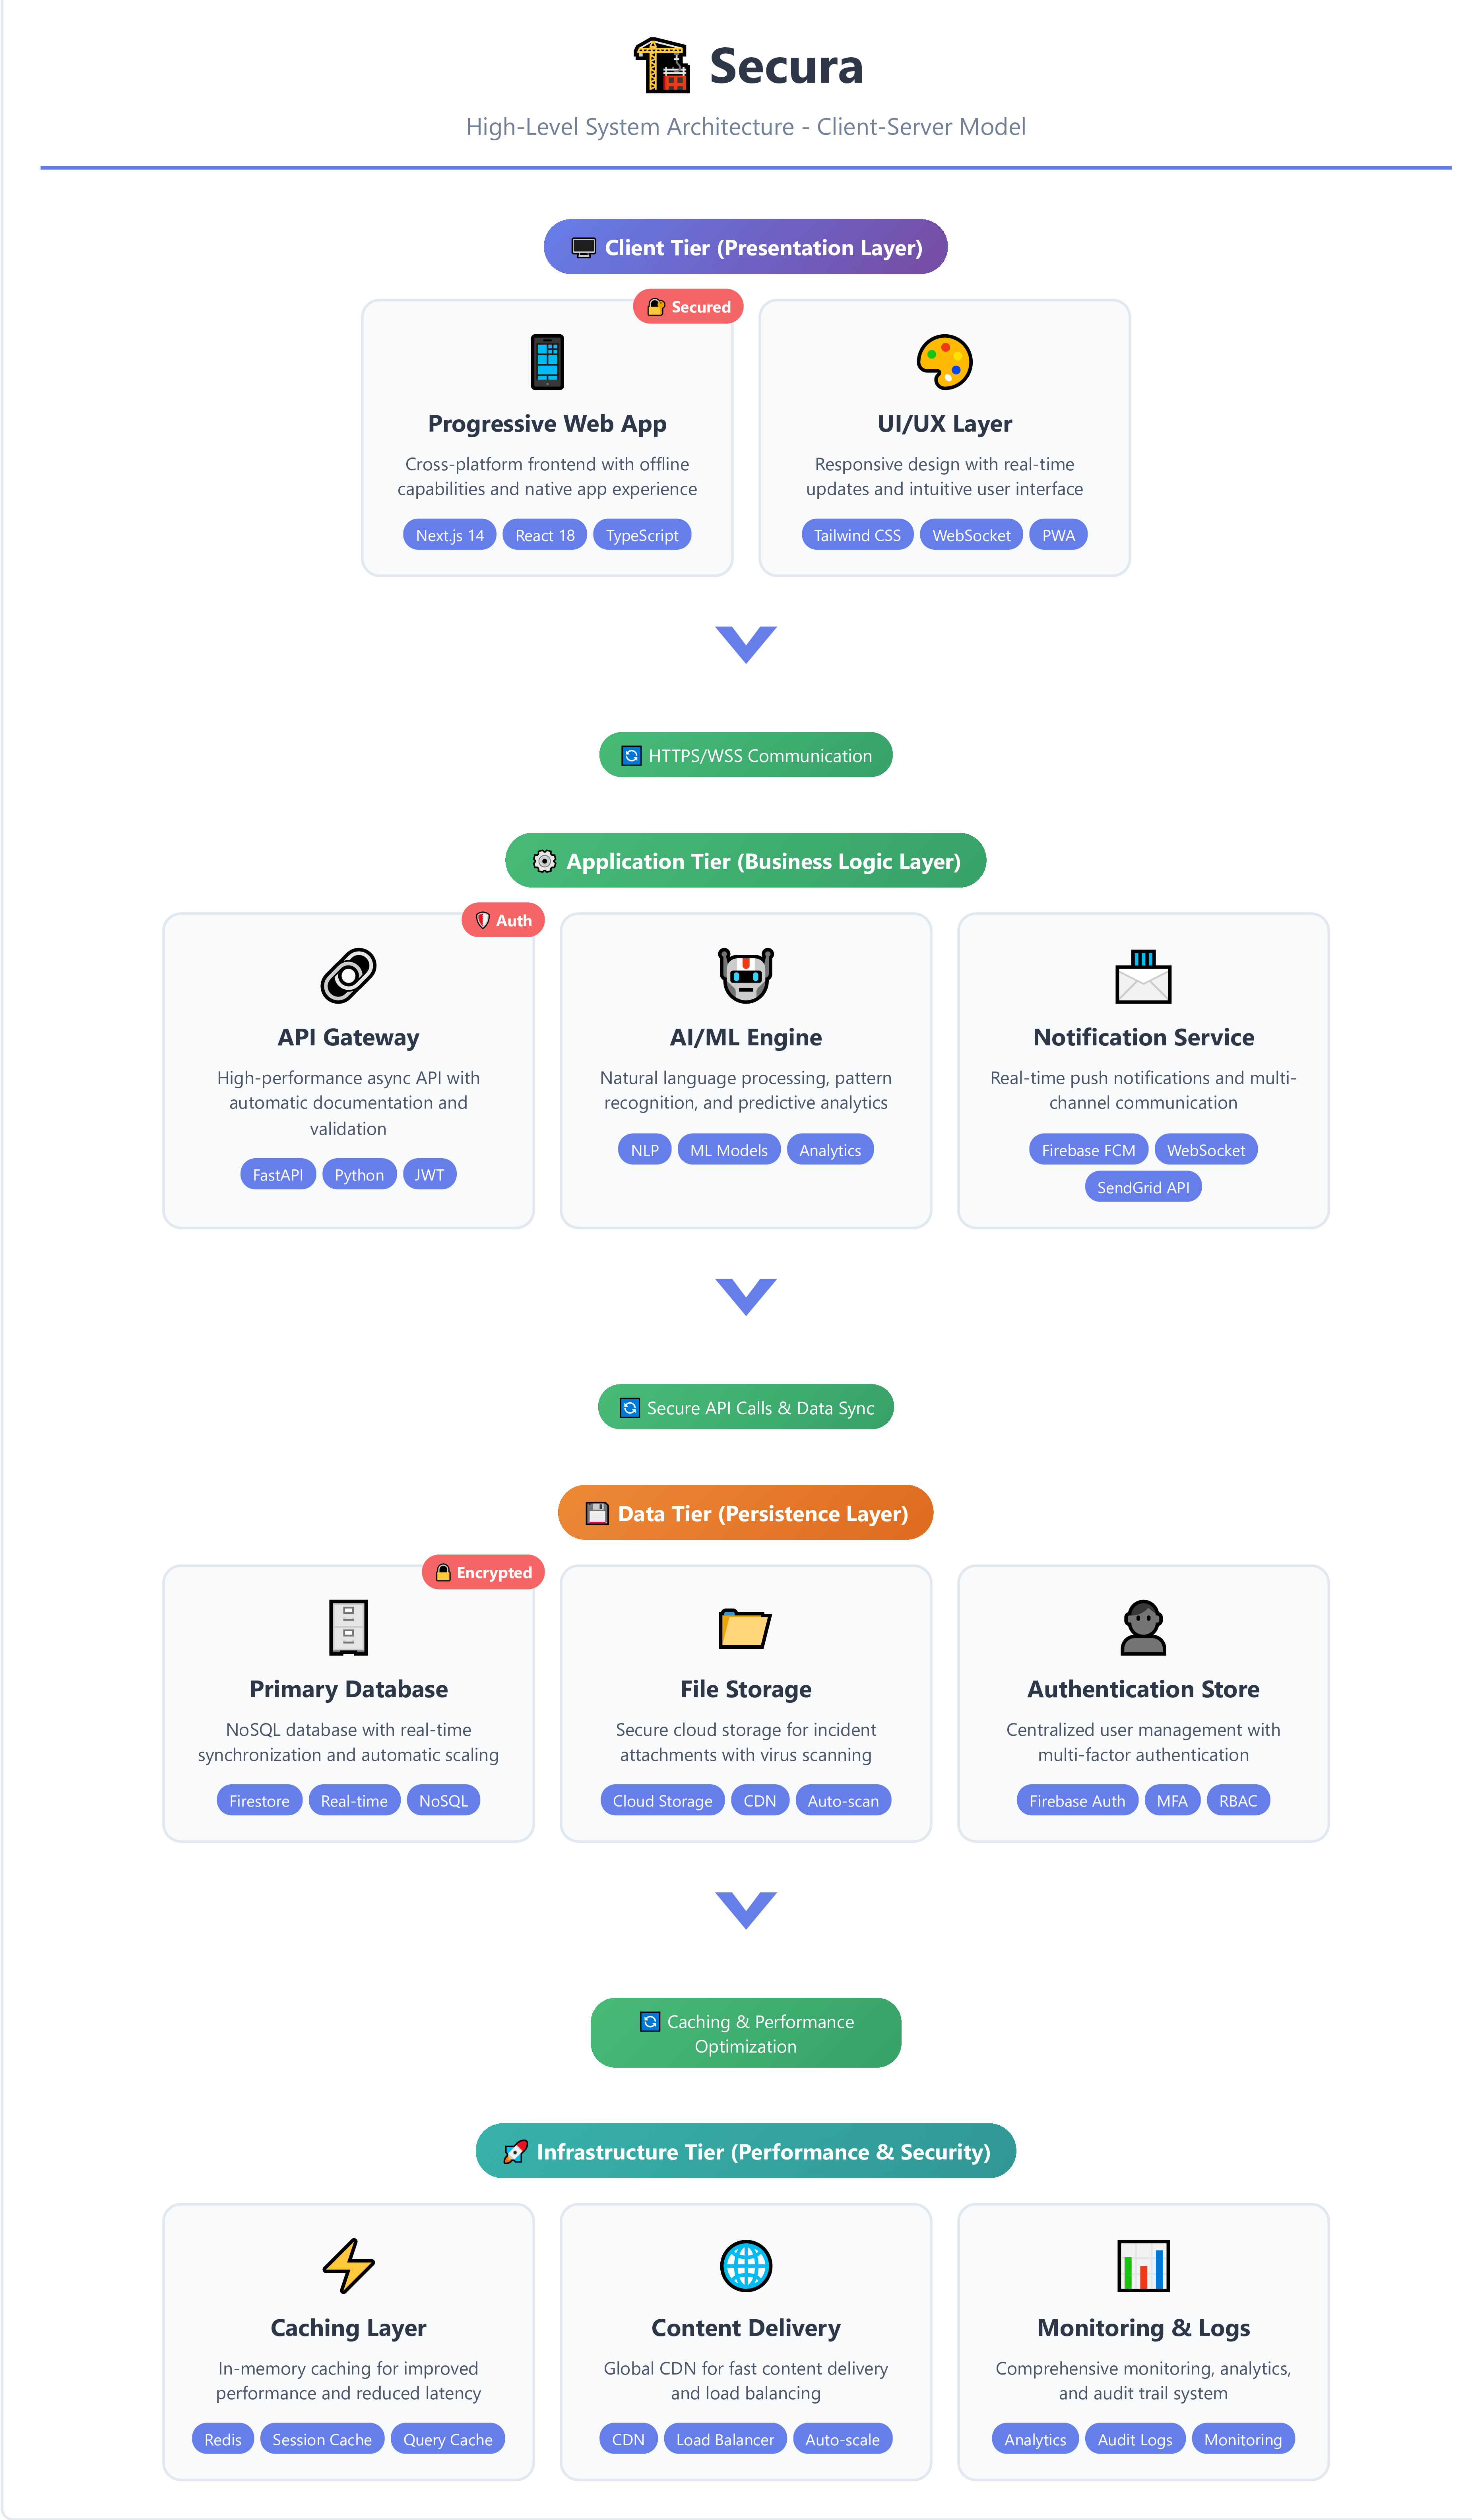 Secura
High-Level System Architecture - Client-Server Model
Client Tier (Presentation Layer)
Secured
Progressive Web App
Cross-platform frontend with offline
capabilities and native app experience
Next.js 14 React 18 TypeScript
UI/UX Layer
Responsive design with real-time
updates and intuitive user interface
Tailwind CSS WebSocket PWA
HTTPS/WSS Communication
Application Tier (Business Logic Layer)
Auth
API Gateway
High-performance async API with
automatic documentation and
validation
FastAPI Python JWT
AI/ML Engine
Natural language processing, pattern
recognition, and predictive analytics
NLP ML Models Analytics
Notification Service
Real-time push notifications and multi-
channel communication
Firebase FCM WebSocket
SendGrid API
Secure API Calls & Data Sync
Data Tier (Persistence Layer)
Encrypted
Primary Database
NoSQL database with real-time
synchronization and automatic scaling
Firestore Real-time NoSQL
File Storage
Secure cloud storage for incident
attachments with virus scanning
Cloud Storage CDN Auto-scan
Authentication Store
Centralized user management with
multi-factor authentication
Firebase Auth MFA RBAC
Caching & Performance
Optimization
Infrastructure Tier (Performance & Security)
Caching Layer
In-memory caching for improved
performance and reduced latency
Redis Session Cache Query Cache
Content Delivery
Global CDN for fast content delivery
and load balancing
CDN Load Balancer Auto-scale
Monitoring & Logs
Comprehensive monitoring, analytics,
and audit trail system
Analytics Audit Logs Monitoring